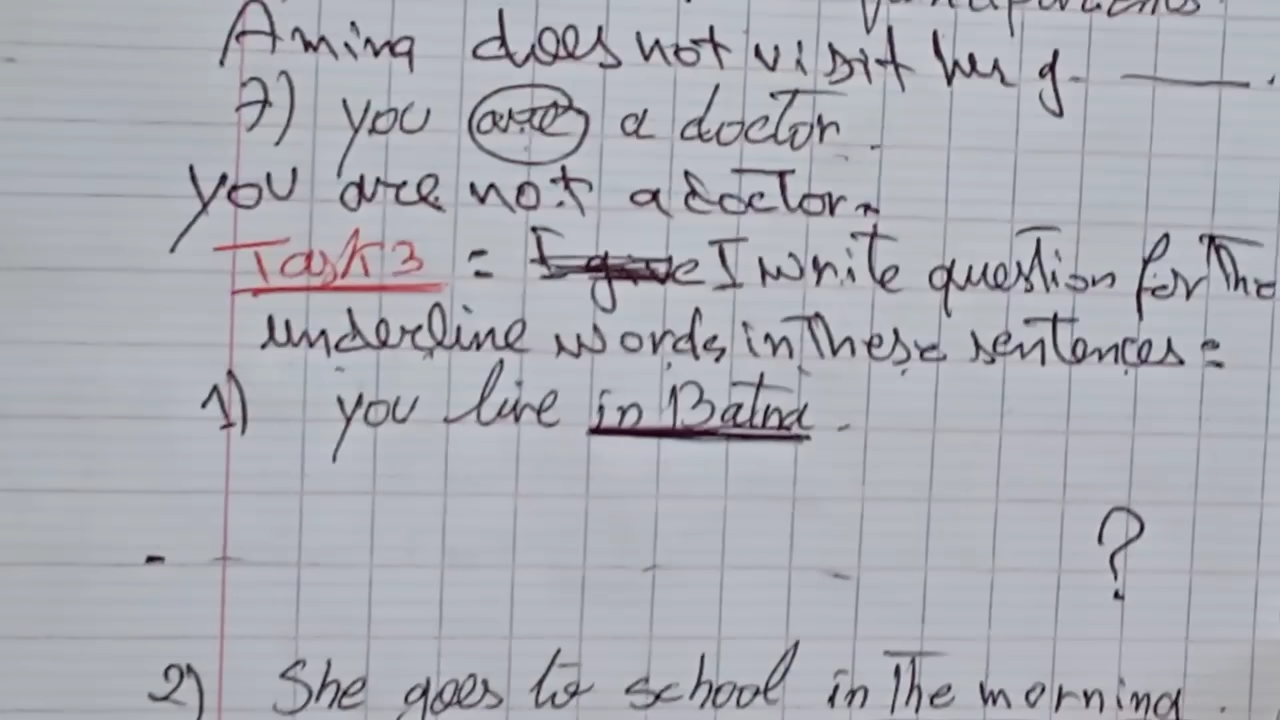 Amina does not visit her g
7) you are a doctor.
you are not a doctor.
Task 3 = I write question for the
underline words in these sentences =
1) you live in Batna.
- ?
2) She goes to school in the morning.